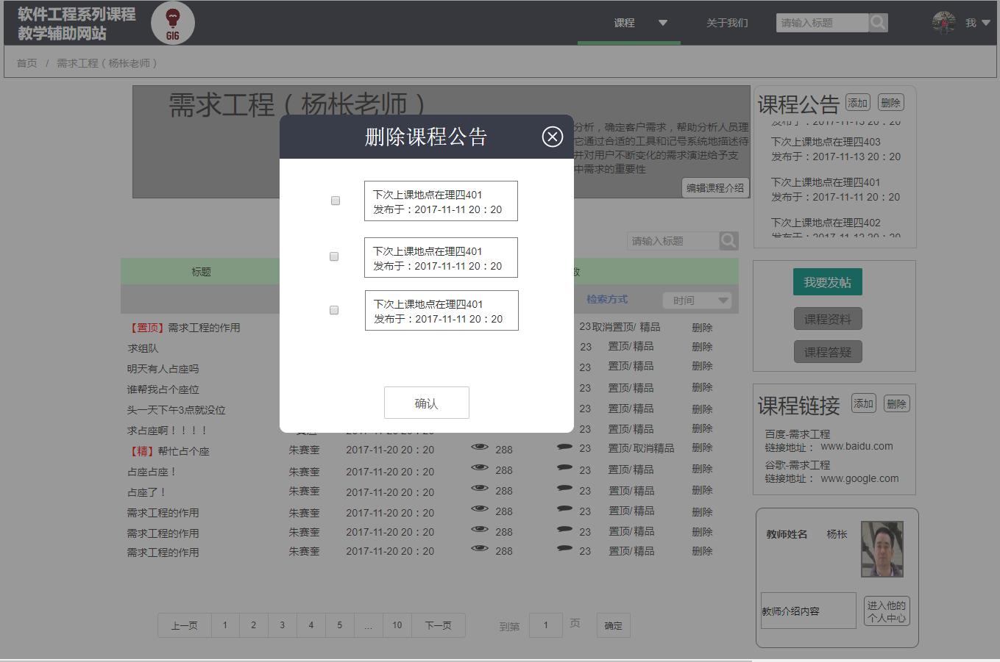 软件工程系列课程
教学辅助网站
G16
课程
关于我们
请输入标题
我
首页 / 需求工程（杨枨老师）
需求工程（杨枨老师）
分析，确定客户需求，帮助分析人员理
它通过合适的工具和记号系统地描述待
并对用户不断变化的需求演进给予支
中需求的重要性
编辑课程介绍
删除课程公告
下次上课地点在理四401
发布于：2017-11-11 20：20
下次上课地点在理四401
发布于：2017-11-11 20：20
下次上课地点在理四401
发布于：2017-11-11 20：20
确认
课程公告 添加 删除
发布于：2017-11-13 20：20
下次上课地点在理四403
发布于：2017-11-13 20：20
下次上课地点在理四401
发布于：2017-11-11 20：20
下次上课地点在理四402
发布于：2017-11-12 20：20
请输入标题
标题 数
检索方式 时间
【置顶】需求工程的作用 23 取消置顶/ 精品 删除
求组队 23 置顶/ 精品 删除
明天有人占座吗 23 置顶/ 精品 删除
谁帮我占个座位 23 置顶/ 精品 删除
头一天下午3点就没位 23 置顶/ 精品 删除
求占座啊！！！！ 23 置顶/ 精品 删除
【精】帮忙占个座 朱赛奎 2017-11-20 20：20 288 23 置顶/ 取消精品 删除
占座占座！ 朱赛奎 2017-11-20 20：20 288 23 置顶/ 精品 删除
占座了！ 朱赛奎 2017-11-20 20：20 288 23 置顶/ 精品 删除
需求工程的作用 朱赛奎 2017-11-20 20：20 288 23 置顶/ 精品 删除
需求工程的作用 朱赛奎 2017-11-20 20：20 288 23 置顶/ 精品 删除
需求工程的作用 朱赛奎 2017-11-20 20：20 288 23 置顶/ 精品 删除
上一页 1 2 3 4 5 ... 10 下一页 到第 1 页 确定
我要发帖
课程资料
课程答疑
课程链接 添加 删除
百度-需求工程
链接地址： www.baidu.com
谷歌-需求工程
链接地址： www.google.com
教师姓名 杨枨
教师介绍内容
进入他的
个人中心